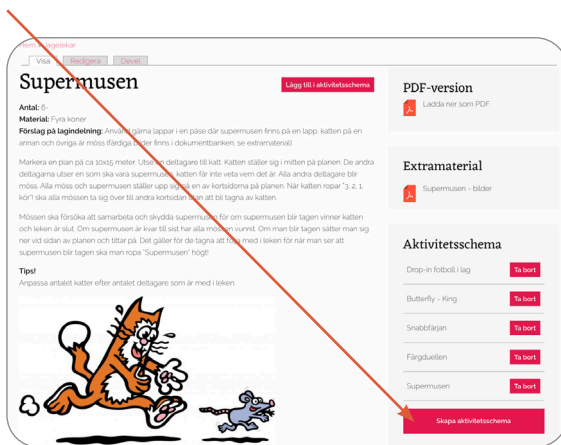 Hem » Jagelekar
Visa
Redigera
Devel
Supermusen
Lägg till i aktivitetsschema
Antal: 6-
Material: Fyra koner
Förslag på lagindelning: Använd gärna lappar i en påse där supermusen finns på en lapp, katten på en
annan och övriga är möss (färdiga bilder finns i dokumentbanken, se extramaterial).
Markera en plan på ca 10x15 meter. Utse en deltagare till katt. Katten ställer sig i mitten på planen. De andra
deltagarna utser en som ska vara supermusen, katten får inte veta vem det är. Alla andra deltagare blir
möss. Alla möss och supermusen ställer upp sig på en av kortsidorna på planen. När katten ropar "3, 2, 1,
kör"! ska alla mössen ta sig över till andra kortsidan utan att bli tagna av katten.
Mössen ska försöka att samarbeta och skydda supermusen för om supermusen blir tagen vinner katten
och leken är slut. Om supermusen är kvar till sist har alla mössen vunnit. Om man blir tagen sätter man sig
ner vid sidan av planen och tittar på. Det gäller för de tagna att följa med i leken för när man ser att
supermusen blir tagen ska man ropa "Supermusen" högt!
Tips!
Anpassa antalet katter efter antalet deltagare som är med i leken.
PDF-version
Ladda ner som PDF
Extramaterial
Supermusen - bilder
Aktivitetsschema
Drop-in fotboll i lag
Ta bort
Butterfly - King
Ta bort
Snabbfärjan
Ta bort
Färgduellen
Ta bort
Supermusen
Ta bort
Skapa aktivitetsschema